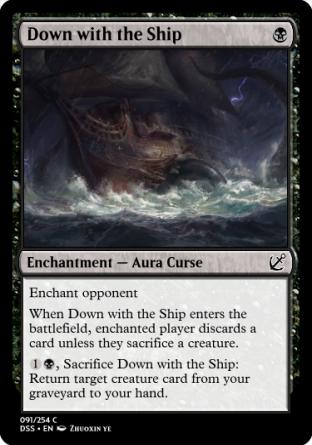 Down with the Ship
Enchantment — Aura Curse
Enchant opponent
When Down with the Ship enters the
battlefield, enchanted player discards a
card unless they sacrifice a creature.
1 , Sacrifice Down with the Ship:
Return target creature card from your
graveyard to your hand.
091/254 C
DSS • EN Zhuoxin Ye